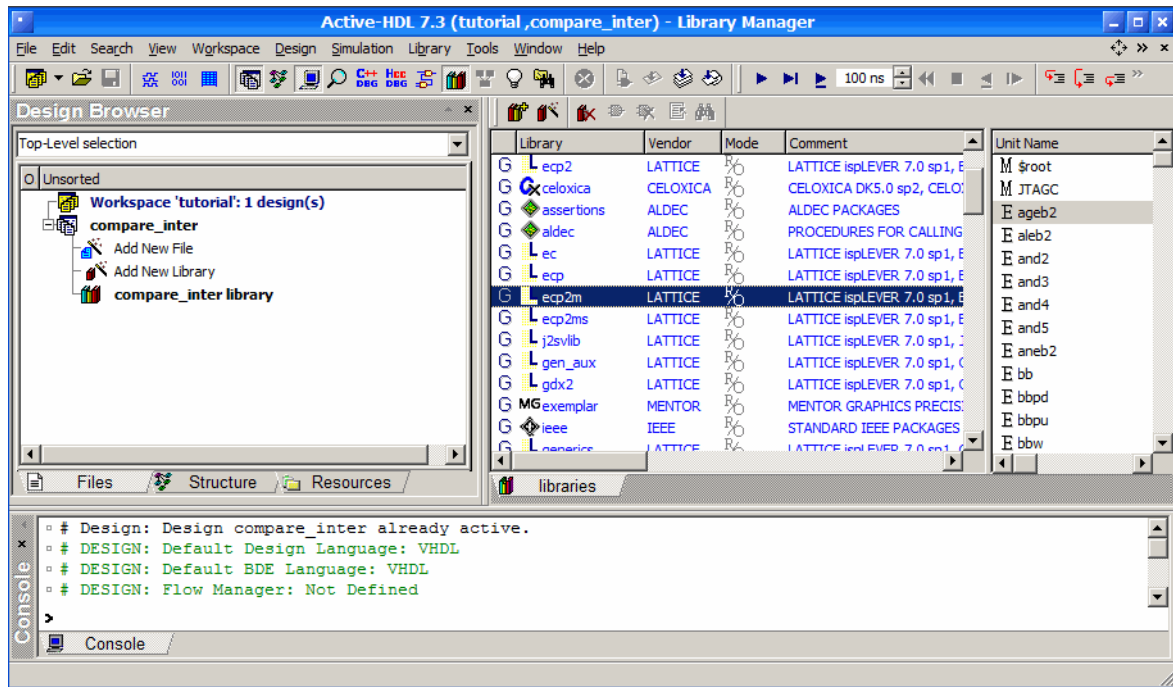 Active-HDL 7.3 (tutorial ,compare_inter) - Library Manager
File Edit Search View Workspace Design Simulation Library Tools Window Help
100 ns
Design Browser
Top-Level selection
O Unsorted
Workspace 'tutorial': 1 design(s)
compare_inter
Add New File
Add New Library
compare_inter library
Files Structure Resources
Library Vendor Mode Comment
G L ecp2 LATTICE R/O LATTICE ispLEVER 7.0 sp1, E
G celoxica CELOXICA R/O CELOXICA DK5.0 sp2, CELO
G assertions ALDEC R/O ALDEC PACKAGES
G aldec ALDEC R/O PROCEDURES FOR CALLING
G L ec LATTICE R/O LATTICE ispLEVER 7.0 sp1, E
G L ecp LATTICE R/O LATTICE ispLEVER 7.0 sp1, E
G L ecp2m LATTICE R/O LATTICE ispLEVER 7.0 sp1, E
G L ecp2ms LATTICE R/O LATTICE ispLEVER 7.0 sp1, E
G L j2svlib LATTICE R/O LATTICE ispLEVER 7.0 sp1, J
G L gen_aux LATTICE R/O LATTICE ispLEVER 7.0 sp1, G
G L gdx2 LATTICE R/O LATTICE ispLEVER 7.0 sp1, G
G MG exemplar MENTOR R/O MENTOR GRAPHICS PRECIS
G ieee IEEE R/O STANDARD IEEE PACKAGES
G L generics LATTICE R/O LATTICE ispLEVER 7.0 sp1,
libraries
Unit Name
M $root
M JTAGC
E ageb2
E aleb2
E and2
E and3
E and4
E and5
E aneb2
E bb
E bbpd
E bbpu
E bbw
# Design: Design compare_inter already active.
# DESIGN: Default Design Language: VHDL
# DESIGN: Default BDE Language: VHDL
# DESIGN: Flow Manager: Not Defined
>
Console
Console